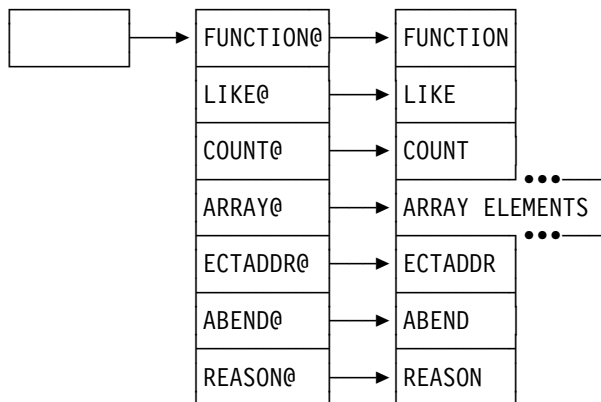 FUNCTION@ FUNCTION
LIKE@ LIKE
COUNT@ COUNT
ARRAY@ ARRAY ELEMENTS
ECTADDR@ ECTADDR
ABEND@ ABEND
REASON@ REASON